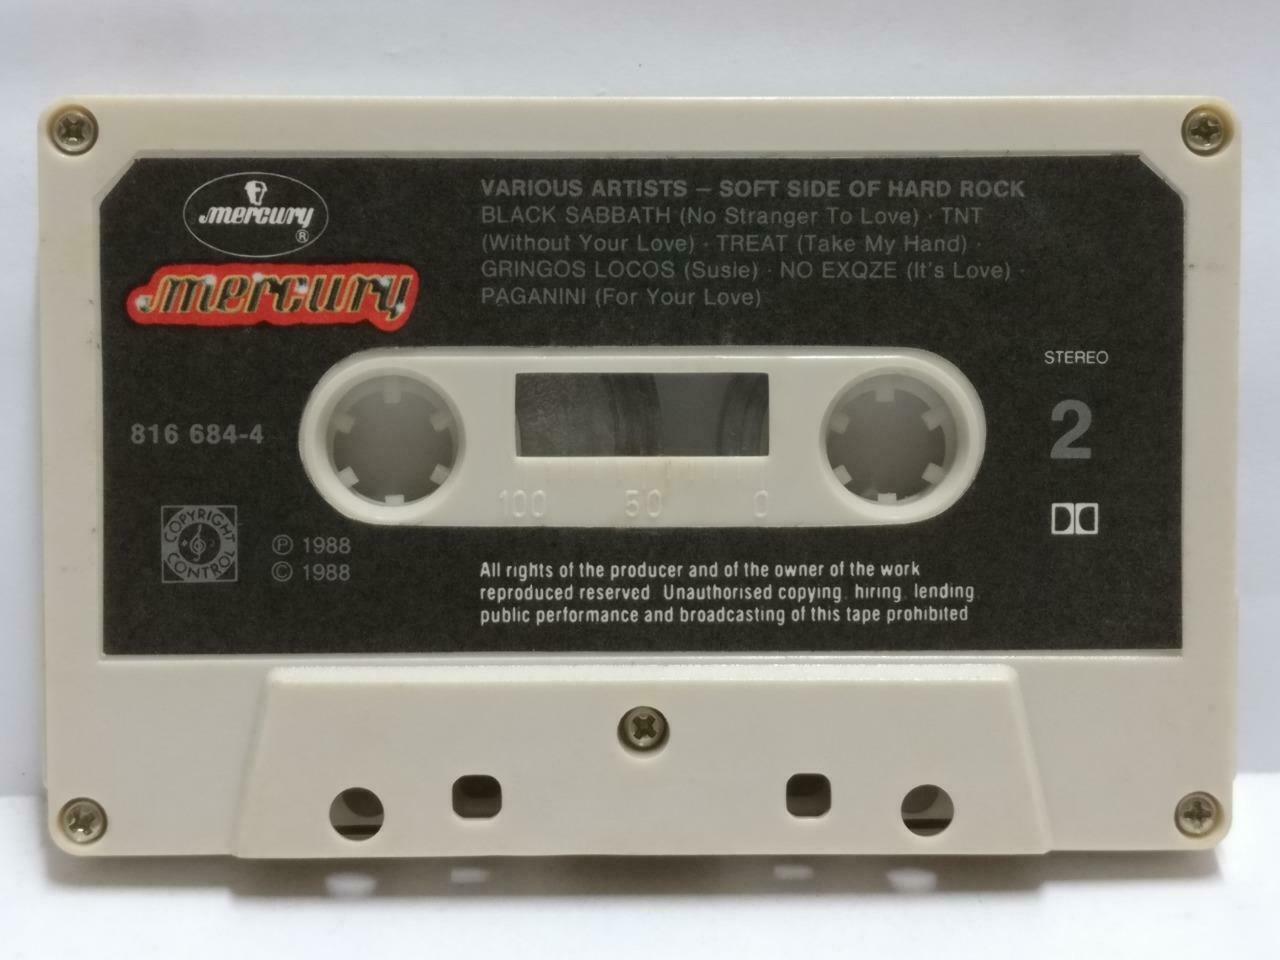 mercury
®
mercury
VARIOUS ARTISTS – SOFT SIDE OF HARD ROCK
BLACK SABBATH (No Stranger To Love) · TNT
(Without Your Love) · TREAT (Take My Hand) ·
GRINGOS LOCOS (Susie) · NO EXQZE (It's Love) ·
PAGANINI (For Your Love)
STEREO
816 684-4
2
100 50 0
COPYRIGHT
CONTROL
℗ 1988
© 1988
All rights of the producer and of the owner of the work
reproduced reserved. Unauthorised copying, hiring, lending,
public performance and broadcasting of this tape prohibited